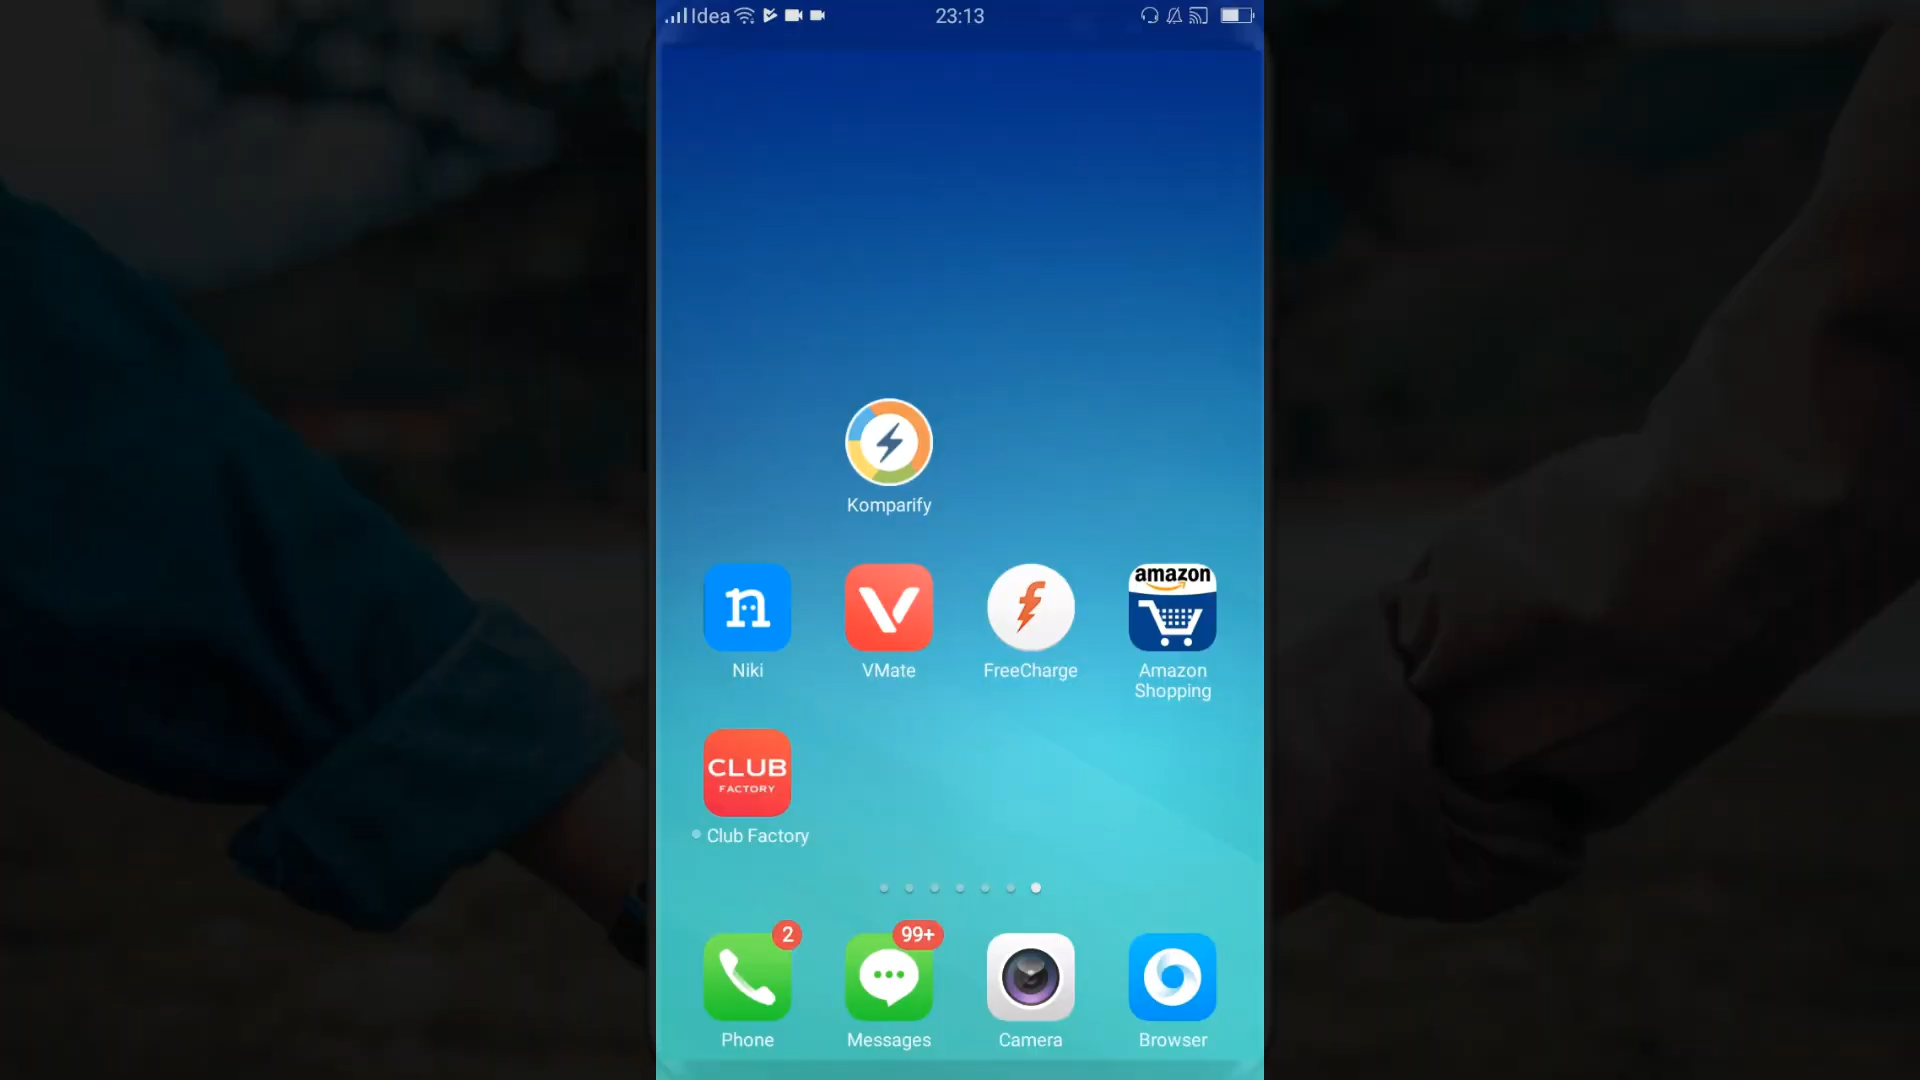 Idea
23:13
Komparify
n
Niki
VMate
FreeCharge
amazon
Amazon
Shopping
CLUB
FACTORY
Club Factory
2
99+
Phone
Messages
Camera
Browser